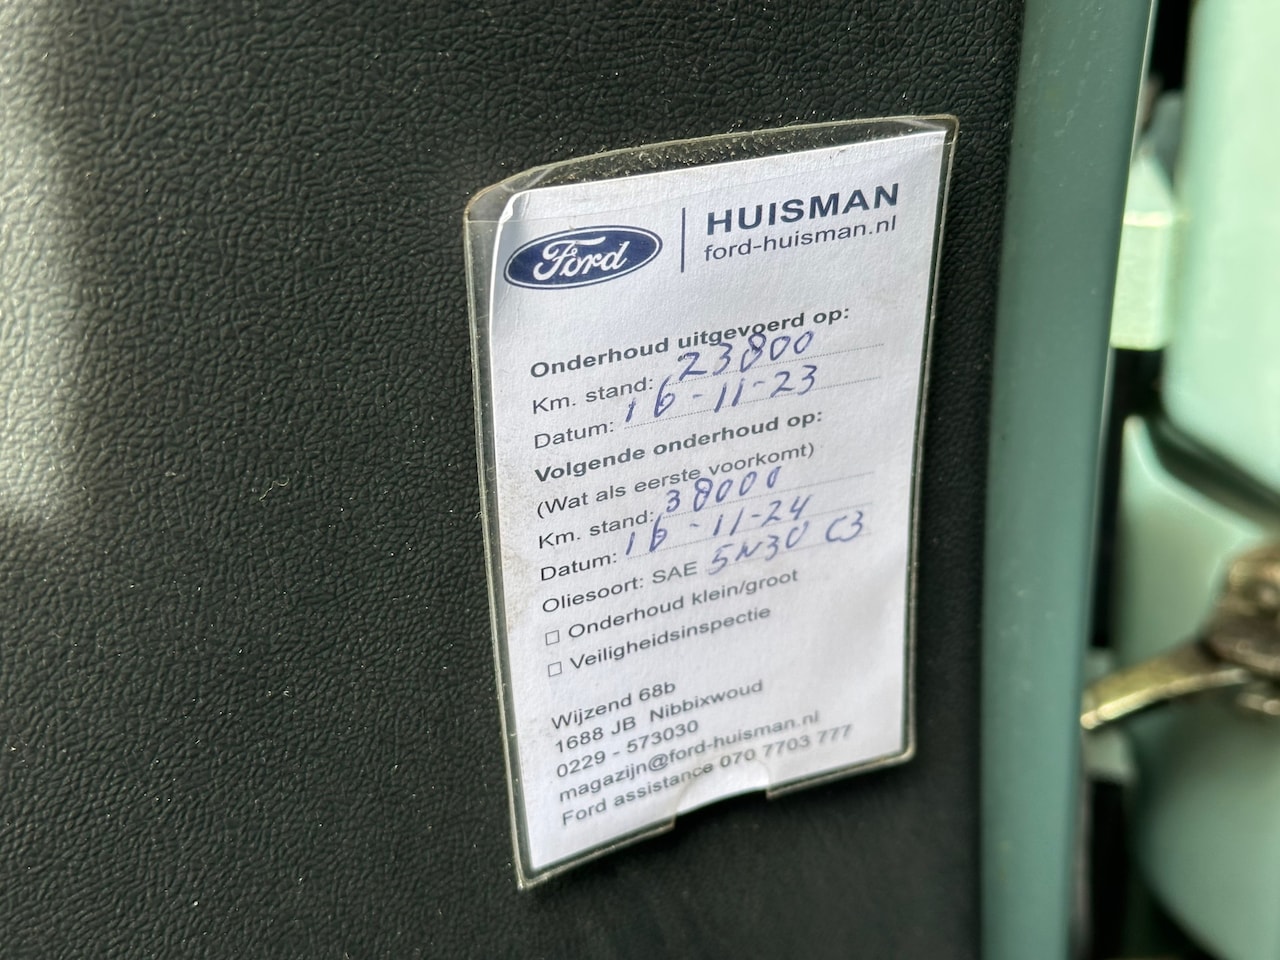 Ford
HUISMAN
ford-huisman.nl
Onderhoud uitgevoerd op:
Km. stand: 23800
Datum: 16-11-23
Volgende onderhoud op:
(Wat als eerste voorkomt)
Km. stand: 38000
Datum: 16-11-24
Oliesoort: SAE 5W30 C3
☐ Onderhoud klein/groot
☐ Veiligheidsinspectie
Wijzend 68b
1688 JB Nibbixwoud
0229 - 573030
magazijn@ford-huisman.nl
Ford assistance 070 7703 777